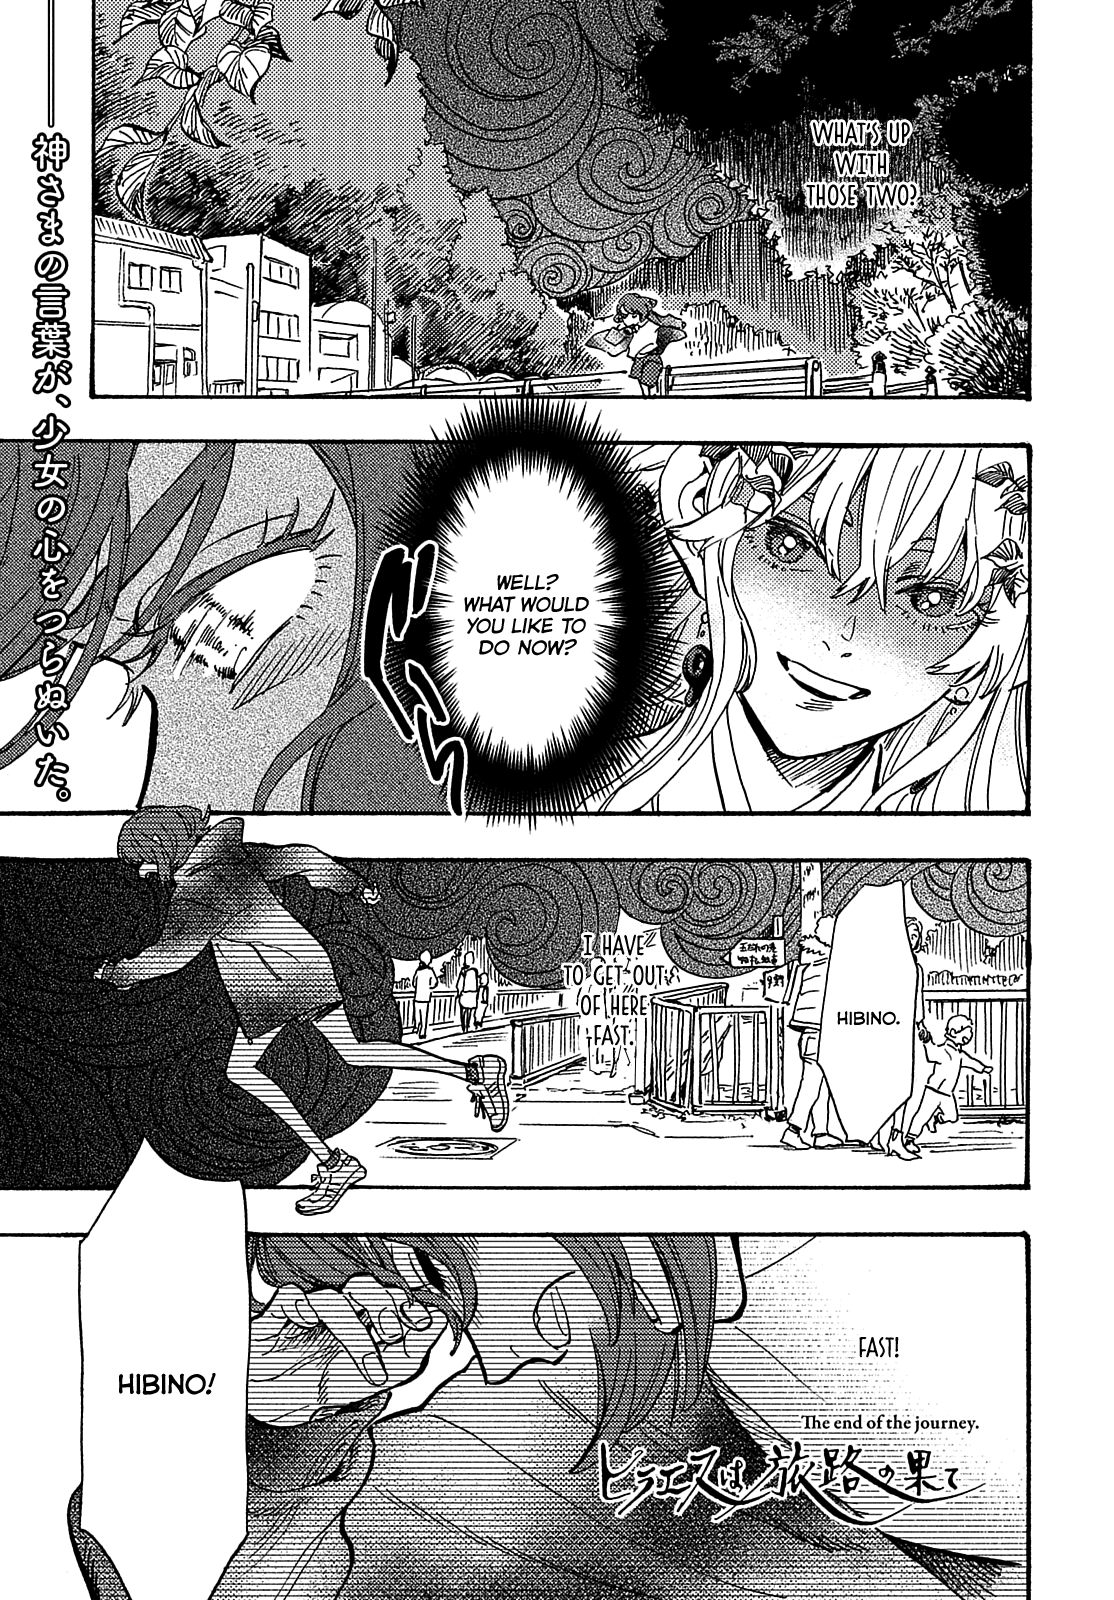 WHAT'S UP
WITH
THOSE TWO?
――神さまの言葉が、少女の心をつらぬいた。
WELL?
WHAT WOULD
YOU LIKE TO
DO NOW?
ぐら
HIBINO.
I HAVE
TO GET OUT
OF HERE
FAST.
HIBINO!
FAST!
The end of the journey.
ヒラエスは旅路の果て